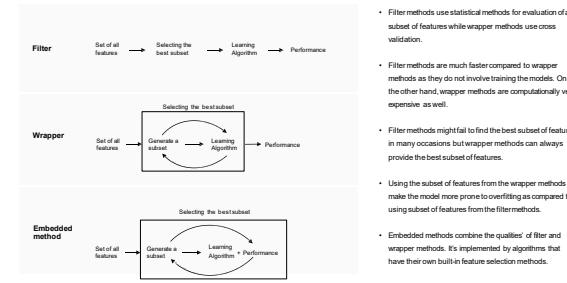 Filter
Set of all
features
Selecting the
best subset
Learning
Algorithm
Performance
Selecting the best subset
Wrapper
Set of all
features
Generate a
subset
Learning
Algorithm
Performance
Selecting the best subset
Embedded
method
Set of all
features
Generate a
subset
Learning
Algorithm + Performance
• Filter methods use statistical methods for evaluation of a
subset of features while wrapper methods use cross
validation.
• Filter methods are much faster compared to wrapper
methods as they do not involve training the models. On
the other hand, wrapper methods are computationally
expensive as well.
• Filter methods might fail to find the best subset of
in many occasions but wrapper methods can always
provide the best subset of features.
• Using the subset of features from the wrapper methods
make the model more prone to overfitting as compared
using subset of features from the filter methods.
• Embedded methods combine the qualities' of filter and
wrapper methods. It's implemented by algorithms that
have their own built-in feature selection methods.